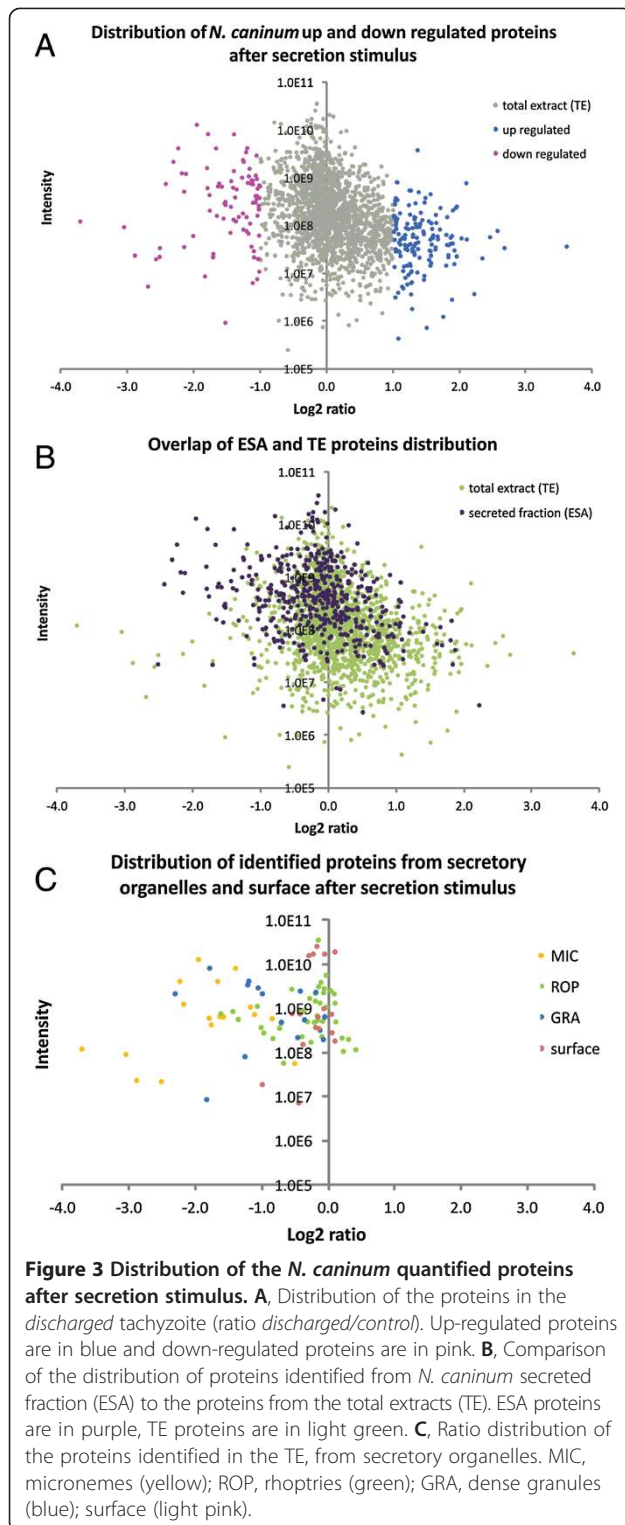 A
Distribution of N. caninum up and down regulated proteins
after secretion stimulus
1.0E11
total extract (TE)
1.0E10
up regulated
down regulated
1.0E9
Intensity
1.0E8
1.0E7
1.0E6
1.0E5
-4.0 -3.0 -2.0 -1.0 0.0 1.0 2.0 3.0 4.0
Log2 ratio
B
Overlap of ESA and TE proteins distribution
1.0E11
total extract (TE)
secreted fraction (ESA)
1.0E10
1.0E9
Intensity
1.0E8
1.0E7
1.0E6
1.0E5
-4.0 -3.0 -2.0 -1.0 0.0 1.0 2.0 3.0 4.0
Log2 ratio
C
Distribution of identified proteins from secretory
organelles and surface after secretion stimulus
1.0E11
MIC
1.0E10
ROP
GRA
1.0E9
surface
Intensity
1.0E8
1.0E7
1.0E6
1.0E5
-4.0 -3.0 -2.0 -1.0 0.0 1.0 2.0 3.0 4.0
Log2 ratio
Figure 3 Distribution of the N. caninum quantified proteins
after secretion stimulus. A, Distribution of the proteins in the
discharged tachyzoite (ratio discharged/control). Up-regulated proteins
are in blue and down-regulated proteins are in pink. B, Comparison
of the distribution of proteins identified from N. caninum secreted
fraction (ESA) to the proteins from the total extracts (TE). ESA proteins
are in purple, TE proteins are in light green. C, Ratio distribution of
the proteins identified in the TE, from secretory organelles. MIC,
micronemes (yellow); ROP, rhoptries (green); GRA, dense granules
(blue); surface (light pink).